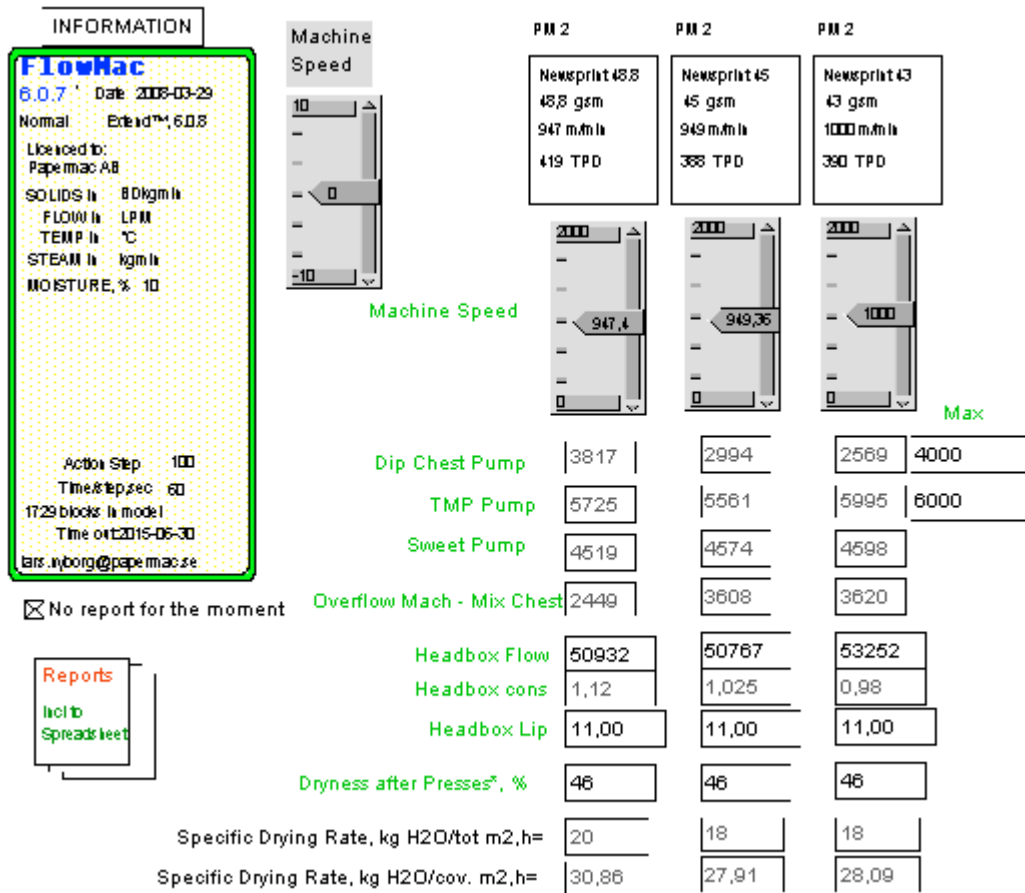 INFORMATION
FlowMac
6.0.7 Date 2008-03-29
Normal Extend™, 6.0.8
Licenced to:
Papermac AB
SOLIDS in BDkgmin
FLOW in LPM
TEMP in °C
STEAM in kgmin
MOISTURE, % 10
Action Step 100
Time/step,sec 60
1729 blocks in model
Time out:2015-06-30
lars.nyborg@papermac.se
No report for the moment
Reports
Incl to
Spreadsheet
Machine
Speed
10
0
-10
PM 2 PM 2 PM 2
Newsprint 48.8 Newsprint 45 Newsprint 43
48,8 gsm 45 gsm 43 gsm
947 m/min 949 m/min 1000 m/min
419 TPD 388 TPD 390 TPD
2000 2000 2000
Machine Speed 947,4 949,36 1000
0 0 0
Max
Dip Chest Pump 3817 2994 2569 4000
TMP Pump 5725 5561 5995 6000
Sweet Pump 4519 4574 4598
Overflow Mach - Mix Chest 2449 3608 3620
Headbox Flow 50932 50767 53252
Headbox cons 1,12 1,025 0,98
Headbox Lip 11,00 11,00 11,00
Dryness after Presses*, % 46 46 46
Specific Drying Rate, kg H2O/tot m2,h= 20 18 18
Specific Drying Rate, kg H2O/cov. m2,h= 30,86 27,91 28,09